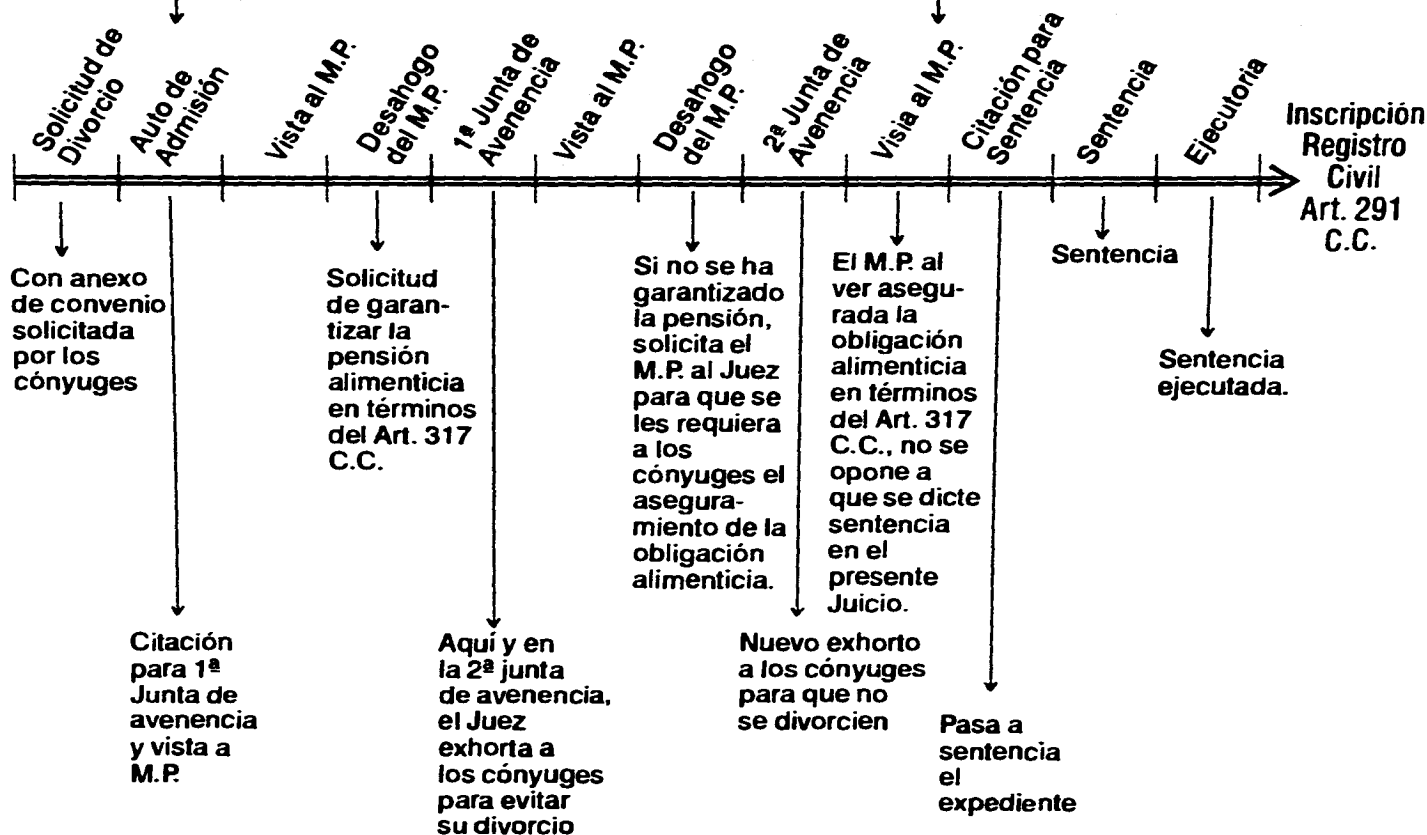 Solicitud de
Divorcio
Auto de
Admisión
Vista al M.P.
Desahogo
del M.P.
1ª Junta de
Avenencia
Vista al M.P.
Desahogo
del M.P.
2ª Junta de
Avenencia
Visia al M.P.
Citación para
Sentencia
Sentencia
Ejecutoria
Inscripción
Registro
Civil
Art. 291
C.C.
Con anexo
de convenio
solicitada
por los
cónyuges
Solicitud
de garan-
tizar la
pensión
alimenticia
en términos
del Art. 317
C.C.
Si no se ha
garantizado
la pensión,
solicita el
M.P. al Juez
para que se
les requiera
a los
cónyuges el
asegura-
miento de la
obligación
alimenticia.
El M.P. al
ver asegu-
rada la
obligación
alimenticia
en términos
del Art. 317
C.C., no se
opone a
que se dicte
sentencia
en el
presente
Juicio.
Sentencia
Sentencia
ejecutada.
Citación
para 1ª
Junta de
avenencia
y vista a
M.P.
Aquí y en
la 2ª junta
de avenencia,
el Juez
exhorta a
los cónyuges
para evitar
su divorcio
Nuevo exhorto
a los cónyuges
para que no
se divorcien
Pasa a
sentencia
el
expediente